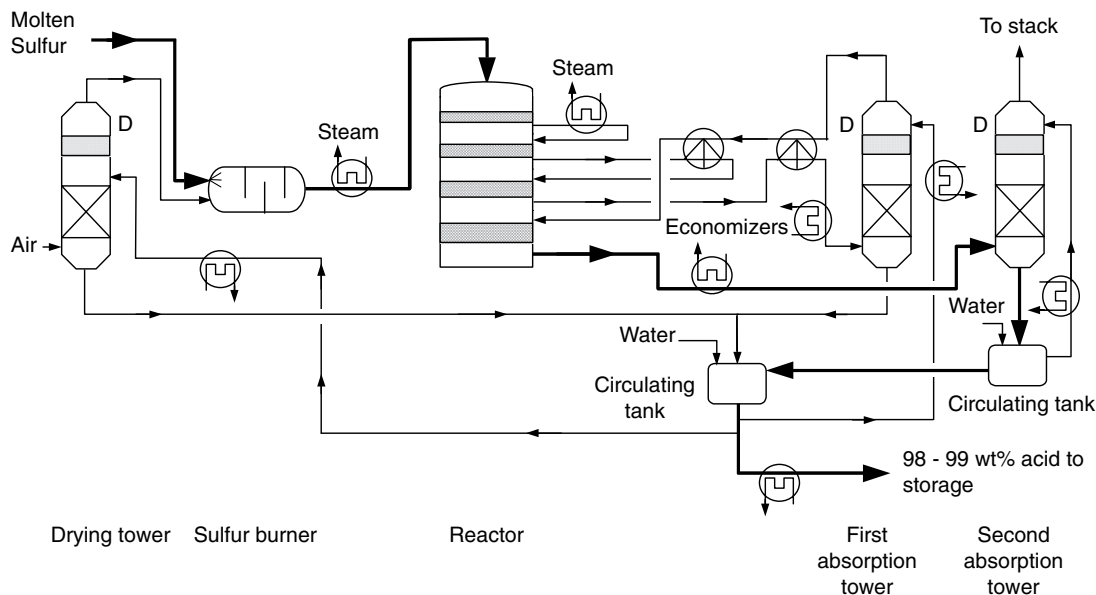 Molten
Sulfur
To stack
Steam
D
D
D
Steam
Air
Economizers
Water
Water
Circulating
tank
Circulating tank
98 - 99 wt% acid to
storage
Drying tower
Sulfur burner
Reactor
First
absorption
tower
Second
absorption
tower